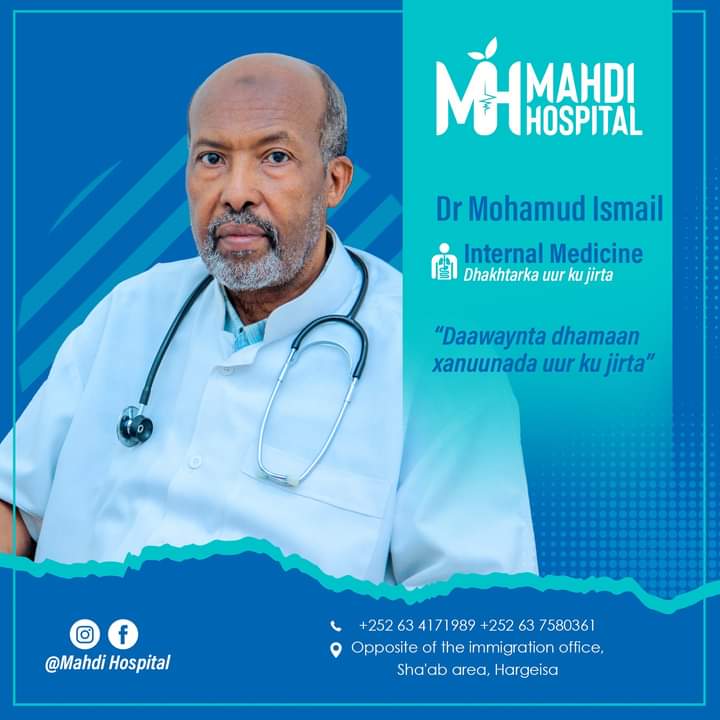 MH MAHDI
HOSPITAL
Dr Mohamud Ismail
Internal Medicine
Dhakhtarka uur ku jirta
“Daawaynta dhamaan
xanuunada uur ku jirta”
+252 63 4171989 +252 63 7580361
Opposite of the immigration office,
Sha'ab area, Hargeisa
@Mahdi Hospital